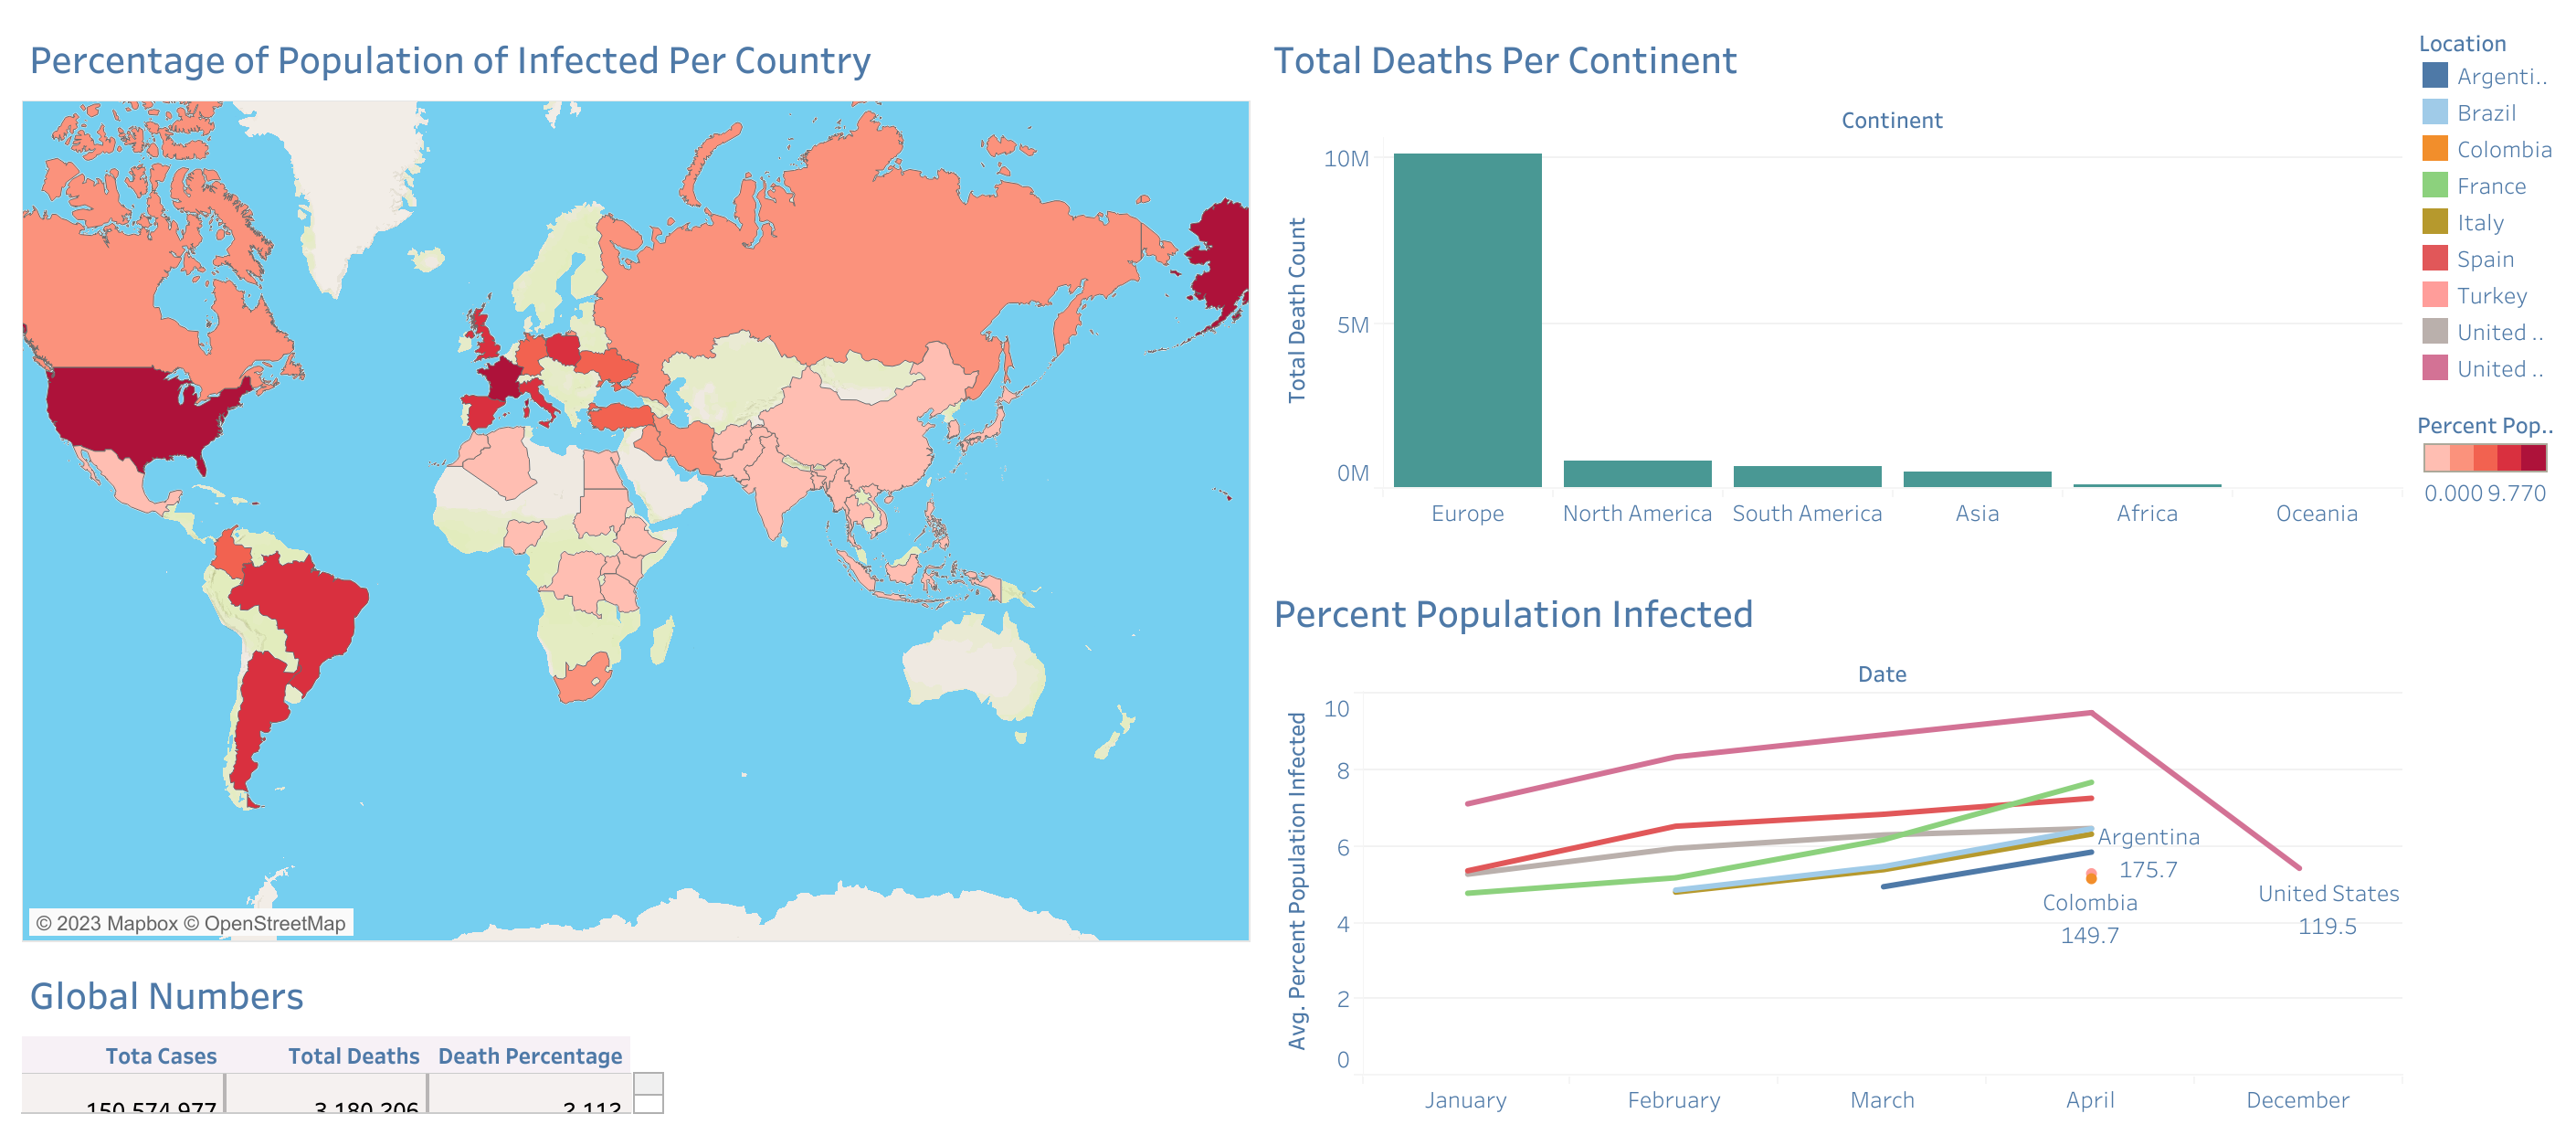 Percentage of Population of Infected Per Country
© 2023 Mapbox © OpenStreetMap
Global Numbers
Tota Cases Total Deaths Death Percentage
150,574,977 3,180,206 2.112
Total Deaths Per Continent
Continent
Total Death Count
10M
5M
0M
Europe North America South America Asia Africa Oceania
Percent Population Infected
Date
Avg. Percent Population Infected
10
8
6
4
2
0
Argentina
175.7
Colombia
149.7
United States
119.5
January February March April December
Location
Argenti..
Brazil
Colombia
France
Italy
Spain
Turkey
United ..
United ..
Percent Pop..
0.000 9.770